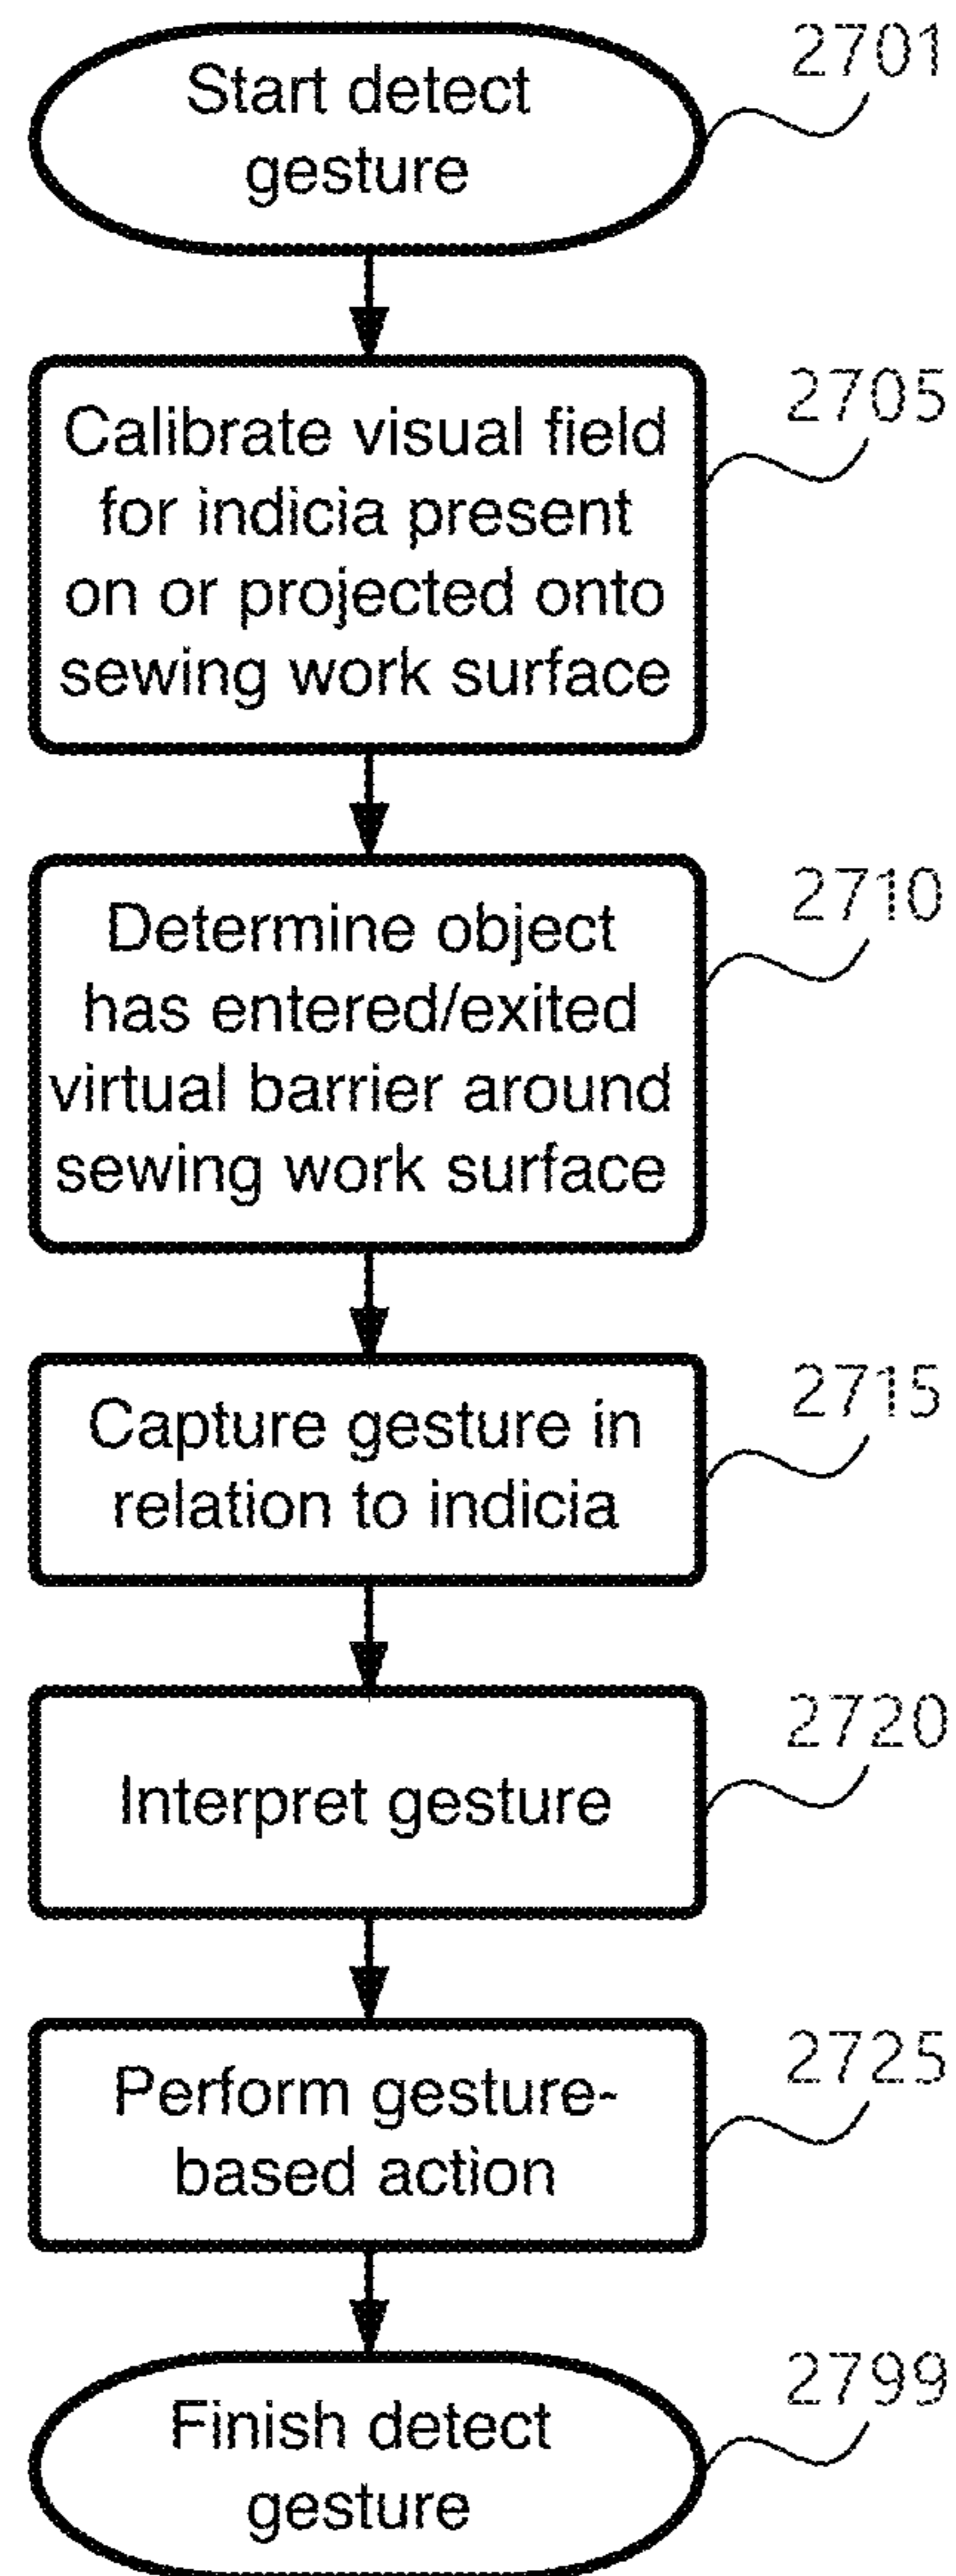 Start detect
gesture
2701
Calibrate visual field
for indicia present
on or projected onto
sewing work surface
2705
Determine object
has entered/exited
virtual barrier around
sewing work surface
2710
Capture gesture in
relation to indicia
2715
Interpret gesture
2720
Perform gesture-
based action
2725
Finish detect
gesture
2799